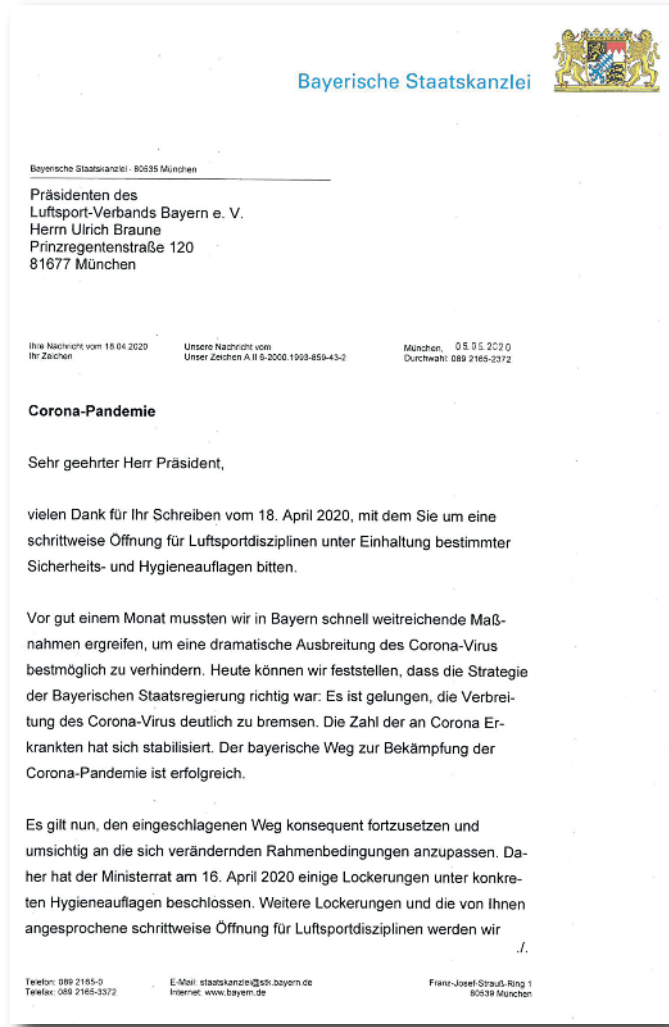 Bayerische Staatskanzlei
Bayerische Staatskanzlei - 80535 München
Präsidenten des
Luftsport-Verbands Bayern e. V.
Herrn Ulrich Braune
Prinzregentenstraße 120
81677 München
Ihre Nachricht vom 18.04.2020
Ihr Zeichen
Unsere Nachricht vom
Unser Zeichen A II 6-2000.1993-859-43-2
München, 05.05.2020
Durchwahl: 089 2165-2372
Corona-Pandemie
Sehr geehrter Herr Präsident,
vielen Dank für Ihr Schreiben vom 18. April 2020, mit dem Sie um eine
schrittweise Öffnung für Luftsportdisziplinen unter Einhaltung bestimmter
Sicherheits- und Hygieneauflagen bitten.
Vor gut einem Monat mussten wir in Bayern schnell weitreichende Maß-
nahmen ergreifen, um eine dramatische Ausbreitung des Corona-Virus
bestmöglich zu verhindern. Heute können wir feststellen, dass die Strategie
der Bayerischen Staatsregierung richtig war: Es ist gelungen, die Verbrei-
tung des Corona-Virus deutlich zu bremsen. Die Zahl der an Corona Er-
krankten hat sich stabilisiert. Der bayerische Weg zur Bekämpfung der
Corona-Pandemie ist erfolgreich.
Es gilt nun, den eingeschlagenen Weg konsequent fortzusetzen und
umsichtig an die sich verändernden Rahmenbedingungen anzupassen. Da-
her hat der Ministerrat am 16. April 2020 einige Lockerungen unter konkre-
ten Hygieneauflagen beschlossen. Weitere Lockerungen und die von Ihnen
angesprochene schrittweise Öffnung für Luftsportdisziplinen werden wir
./.
Telefon: 089 2165-0
Telefax: 089 2165-3372
E-Mail: staatskanzlei@stk.bayern.de
Internet: www.bayern.de
Franz-Josef-Strauß-Ring 1
80539 München